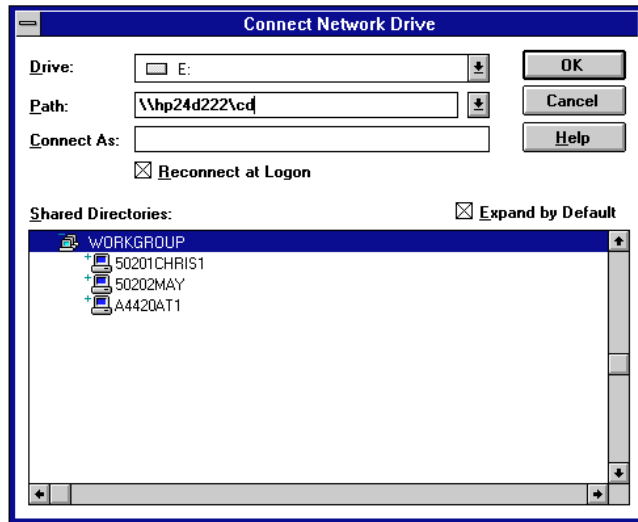 Connect Network Drive
Drive: E: OK
Path: \\hp24d222\cd Cancel
Connect As: Help
Reconnect at Logon
Shared Directories: Expand by Default
WORKGROUP
50201CHRIS1
50202MAY
A4420AT1